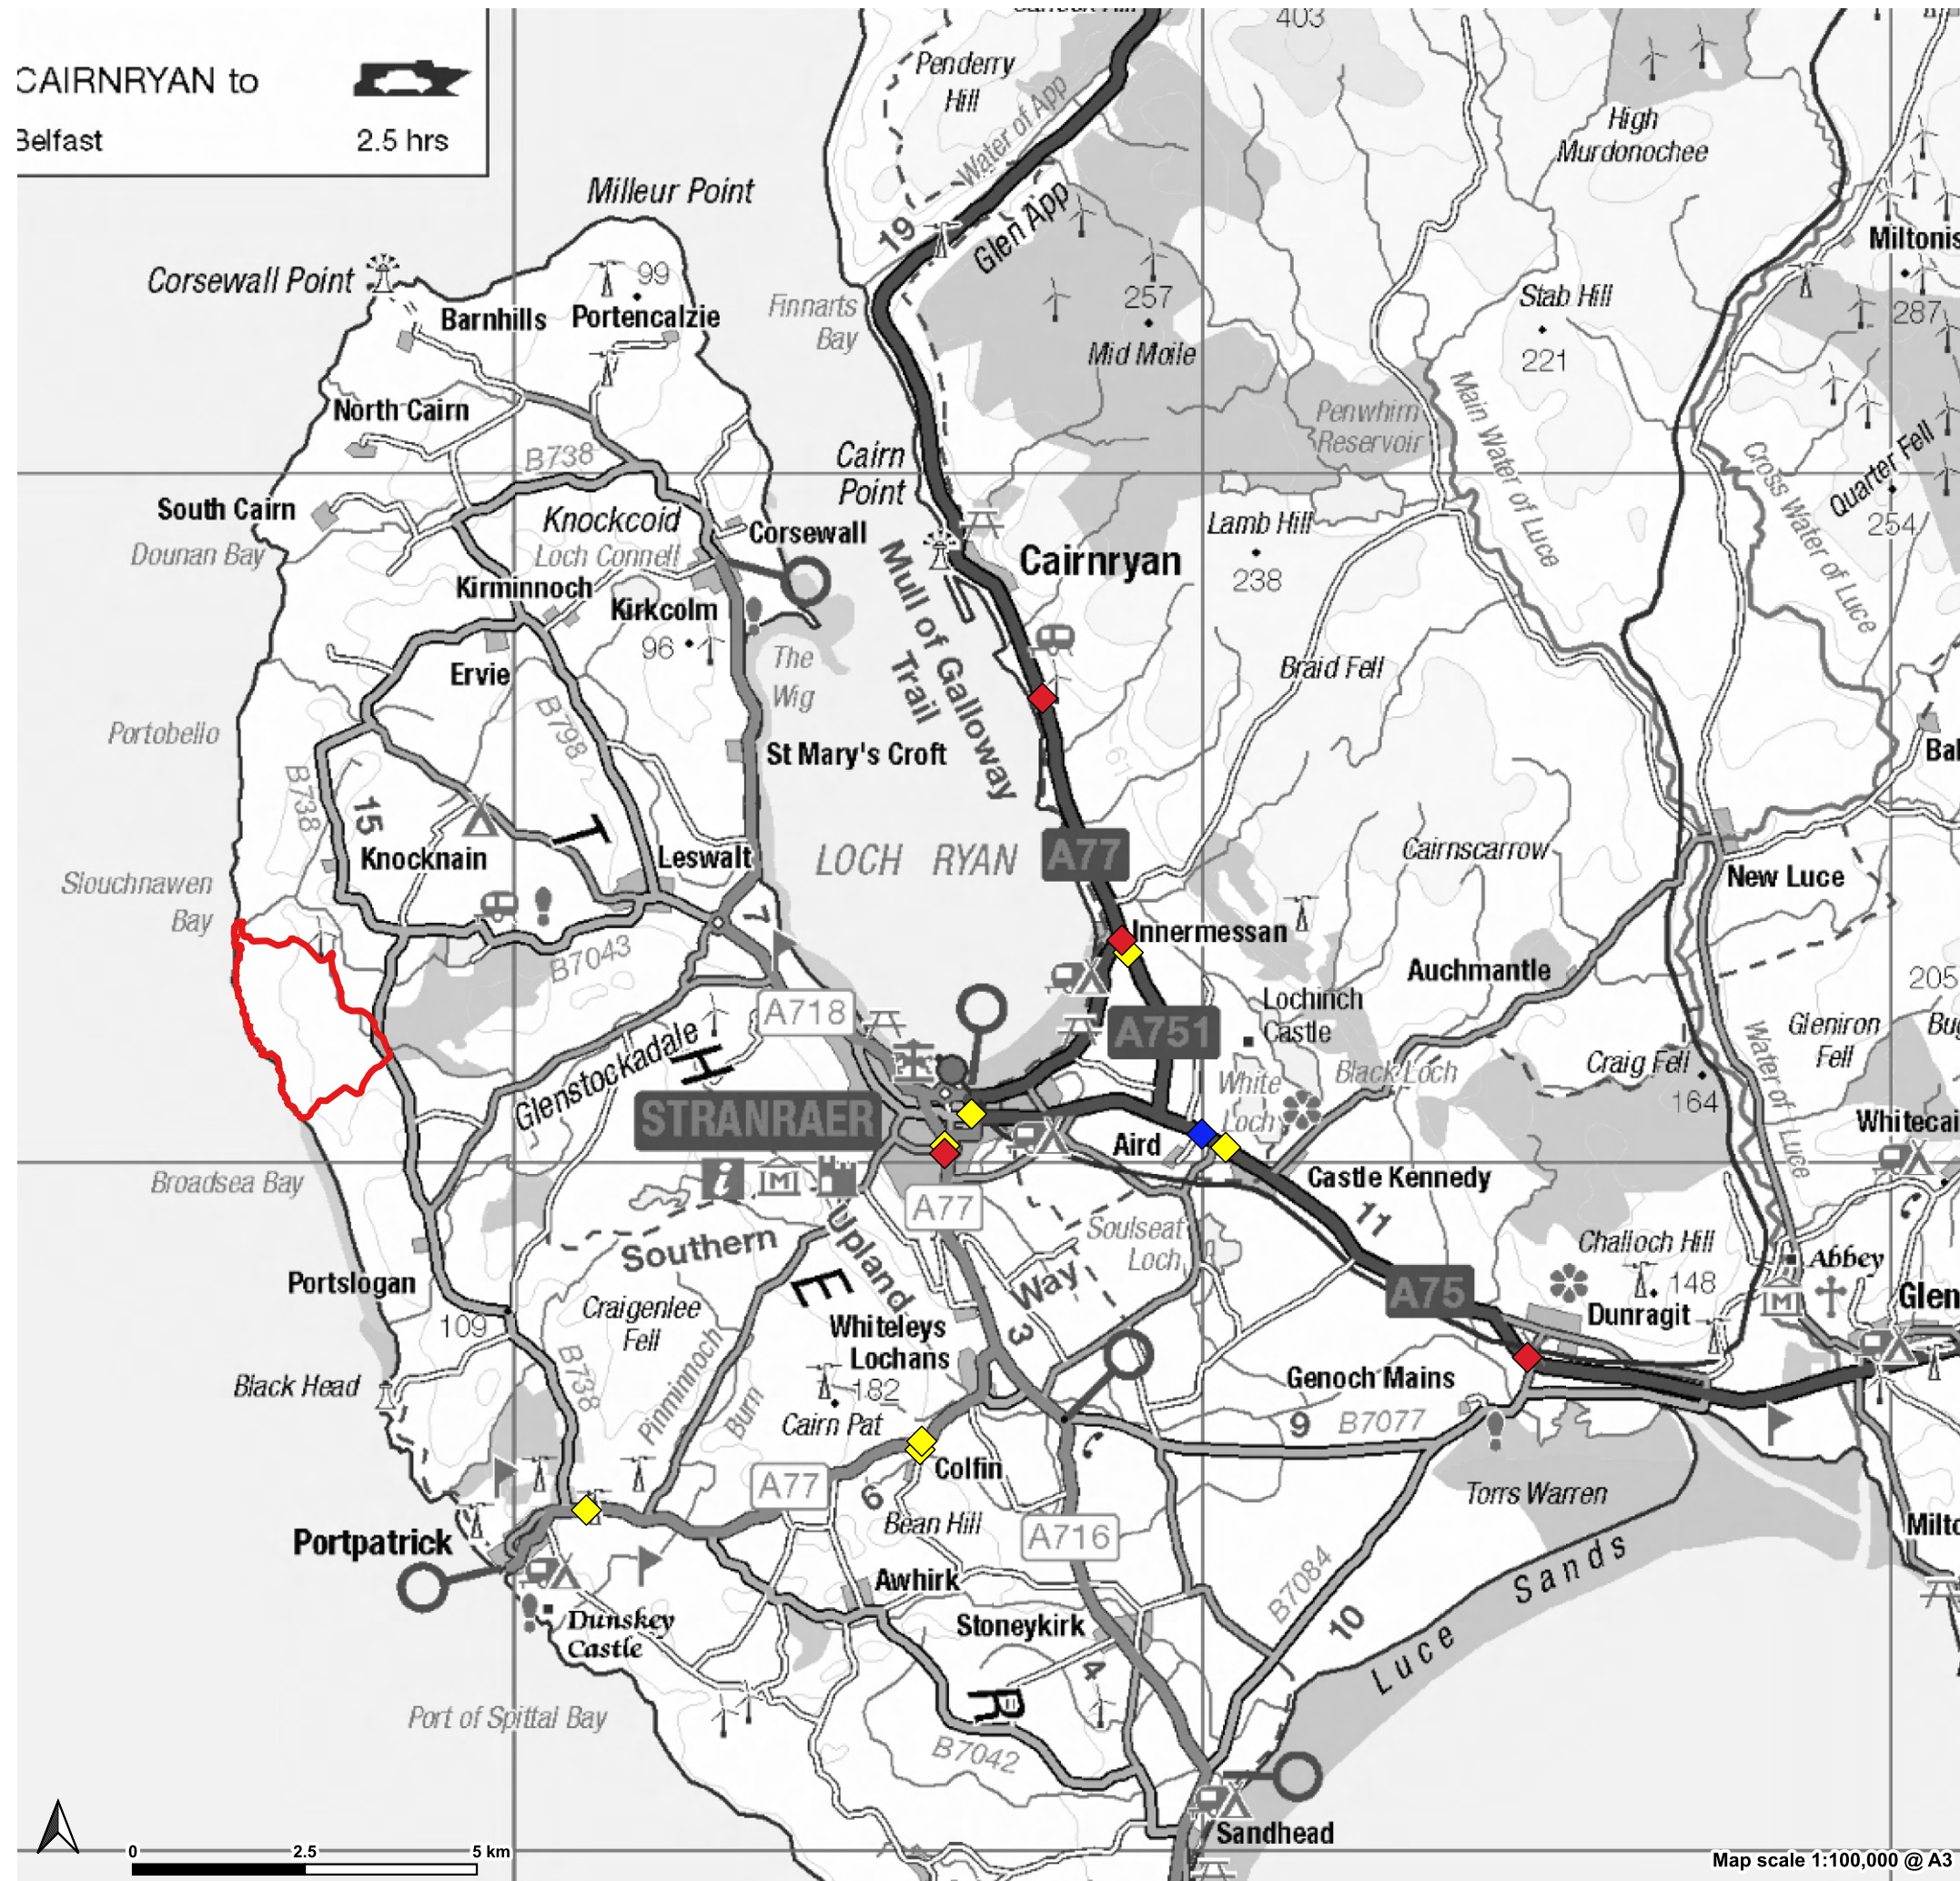 CAIRNRYAN to
Belfast 2.5 hrs
403
Penderry
Hill
Water of App
High
Murdonochee
Milleur Point
19
Glen App
Corsewall Point
99
Barnhills
Portencalzie
Finnarts
Bay
257
Mid Moile
Stab Hill
221
287
North Cairn
Penwhirn
Reservoir
Main Water of Luce
Cross Water of Luce
Quarter Fell
254
B738
Cairn
Point
South Cairn
Dounan Bay
Knockcoid
Loch Connell
Corsewall
Lamb Hill
238
Cairnryan
Mull of Galloway
Trail
Kirminnoch
Kirkcolm
96
The
Wig
Ervie
Braid Fell
Portobello
B798
St Mary's Croft
61
B738
15
T
Knocknain
Leswalt
LOCH RYAN
A77
Cairnscarrow
New Luce
Slouchnawen
Bay
7
B7043
Innermessan
Auchmantle
205
Lochinch
Castle
A718
A751
Gleniron
Fell
Glenstockadale
H
White
Loch
Black Loch
Craig Fell
164
Water of Luce
STRANRAER
Aird
Castle Kennedy
Broadsea Bay
i
M
A77
11
Southern
Upland
Way
Soulseat
Loch
Challoch Hill
148
Abbey
M
Portslogan
109
E
Craigenlee
Fell
Whiteleys
Lochans
3
A75
Dunragit
Black Head
B738
Pinminnoch
Burn
182
Cairn Pat
Genoch Mains
9
B7077
Colfin
A77
6
Bean Hill
A716
Torrs Warren
Portpatrick
Dunskey
Castle
Awhirk
Stoneykirk
B7084
10
Luce Sands
Port of Spittal Bay
4
R
B7042
Sandhead
0 2.5 5 km
Map scale 1:100,000 @ A3